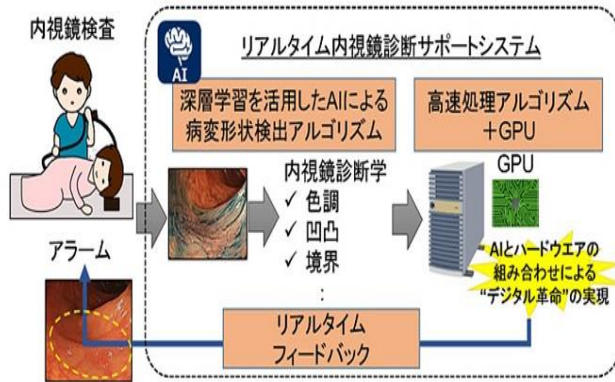 内視鏡検査
AI
リアルタイム内視鏡診断サポートシステム
深層学習を活用したAIによる
病変形状検出アルゴリズム
高速処理アルゴリズム
+GPU
GPU
内視鏡診断学
✓ 色調
✓ 凹凸
✓ 境界
:
AIとハードウエアの
組み合わせによる
“デジタル革命”の実現
アラーム
リアルタイム
フィードバック